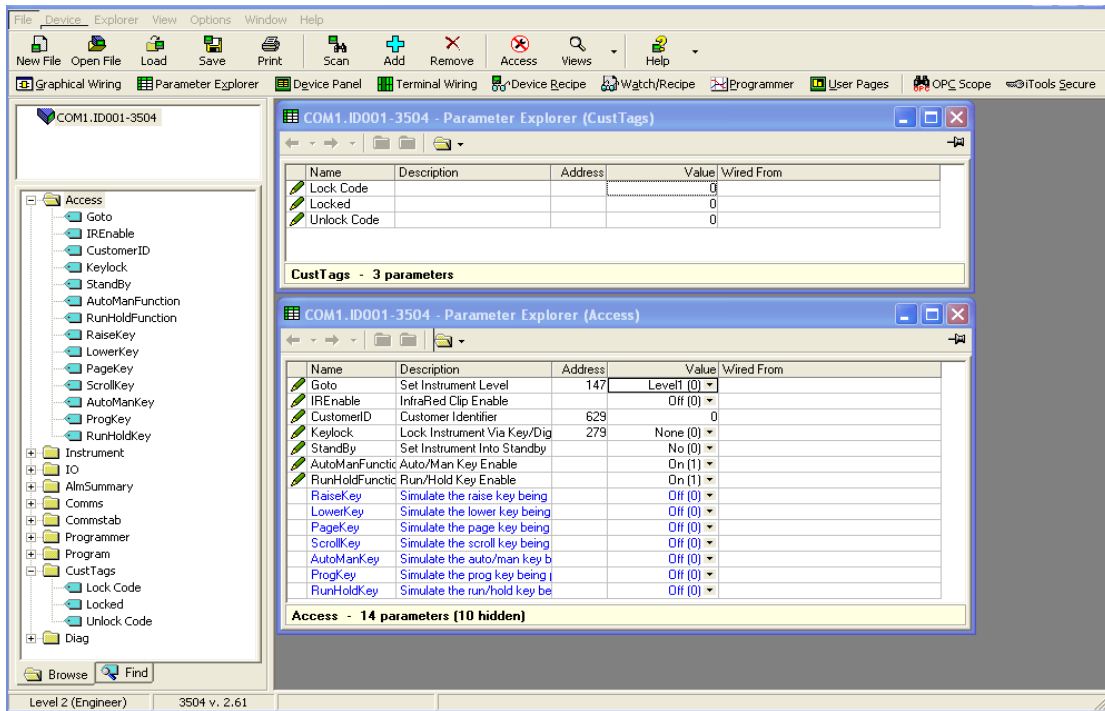 File Device Explorer View Options Window Help
New File Open File Load Save Print Scan Add Remove Access Views Help
Graphical Wiring Parameter Explorer Device Panel Terminal Wiring Device Recipe Watch/Recipe Programmer User Pages OPC Scope iTools Secure
COM1.ID001-3504
Access
Goto
IREnable
CustomerID
Keylock
StandBy
AutoManFunction
RunHoldFunction
RaiseKey
LowerKey
PageKey
ScrollKey
AutoManKey
ProgKey
RunHoldKey
Instrument
IO
AlmSummary
Comms
Commstab
Programmer
Program
CustTags
Lock Code
Locked
Unlock Code
Diag
Browse Find
COM1.ID001-3504 - Parameter Explorer (CustTags)
Name Description Address Value Wired From
Lock Code 0
Locked 0
Unlock Code 0
CustTags - 3 parameters
COM1.ID001-3504 - Parameter Explorer (Access)
Name Description Address Value Wired From
Goto Set Instrument Level 147 Level1 (0)
IREnable InfraRed Clip Enable Off (0)
CustomerID Customer Identifier 629 0
Keylock Lock Instrument Via Key/Dig 279 None (0)
StandBy Set Instrument Into Standby No (0)
AutoManFunctic Auto/Man Key Enable On (1)
RunHoldFunctic Run/Hold Key Enable On (1)
RaiseKey Simulate the raise key being Off (0)
LowerKey Simulate the lower key being Off (0)
PageKey Simulate the page key being Off (0)
ScrollKey Simulate the scroll key being Off (0)
AutoManKey Simulate the auto/man key b Off (0)
ProgKey Simulate the prog key being Off (0)
RunHoldKey Simulate the run/hold key be Off (0)
Access - 14 parameters (10 hidden)
Level 2 (Engineer) 3504 v. 2.61